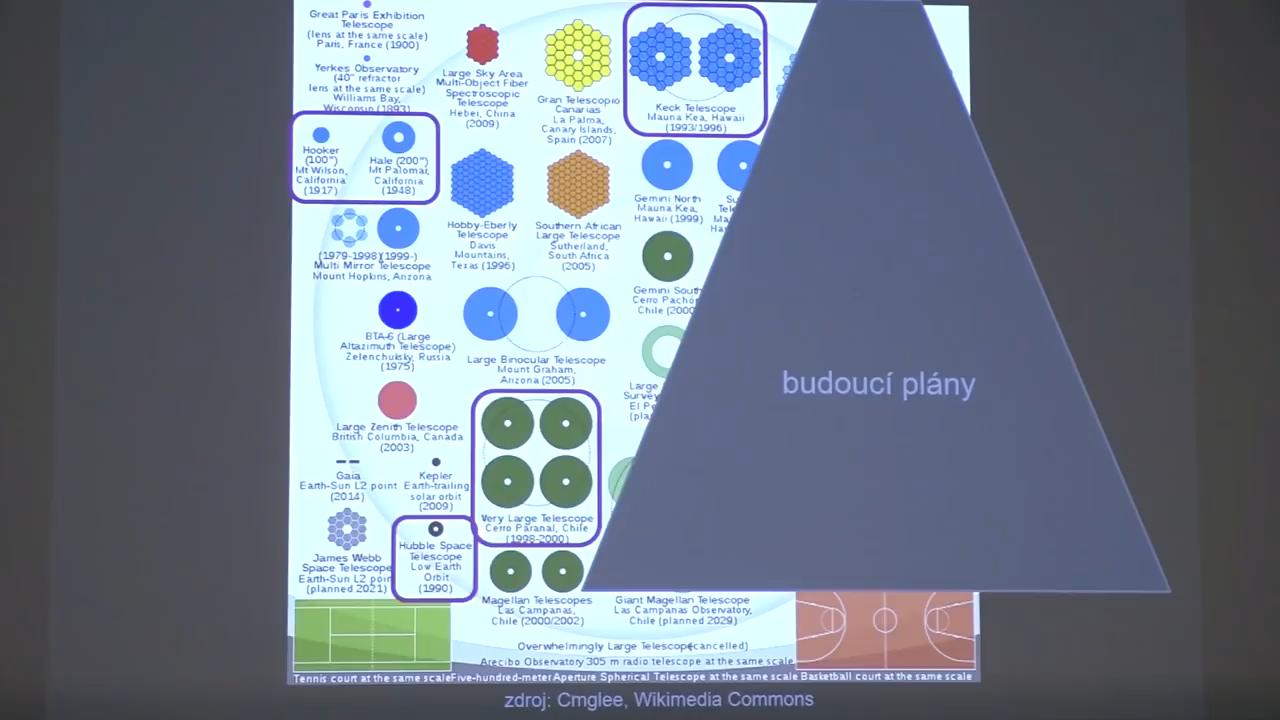 Great Paris Exhibition
Telescope
(lens at the same scale)
Paris, France (1900)
Yerkes Observatory
(40" refractor
lens at the same scale)
Williams Bay,
Wisconsin (1893)
Hooker
(100")
Mt Wilson,
California
(1917)
Hale (200")
Mt Palomar,
California
(1948)
(1979-1998)(1999-)
Multi Mirror Telescope
Mount Hopkins, Arizona
BTA-6 (Large
Altazimuth Telescope)
Zelenchuksky, Russia
(1975)
Large Zenith Telescope
British Columbia, Canada
(2003)
Gaia
Earth-Sun L2 point
(2014)
Kepler
Earth-trailing
solar orbit
(2009)
James Webb
Space Telescope
Earth-Sun L2 point
(planned 2021)
Hubble Space
Telescope
Low Earth
Orbit
(1990)
Large Sky Area
Multi-Object Fiber
Spectroscopic
Telescope
Hebei, China
(2009)
Gran Telescopio
Canarias
La Palma,
Canary Islands,
Spain (2007)
Keck Telescope
Mauna Kea, Hawaii
(1993/1996)
Hobby-Eberly
Telescope
Davis
Mountains,
Texas (1996)
Southern African
Large Telescope
Sutherland,
South Africa
(2005)
Gemini North
Mauna Kea,
Hawaii (1999)
Gemini South
Cerro Pachón
Chile (2000
Large Binocular Telescope
Mount Graham,
Arizona (2005)
Large
Very Large Telescope
Cerro Paranal, Chile
(1998-2000)
Magellan Telescopes
Las Campanas,
Chile (2000/2002)
Giant Magellan Telescope
Las Campanas Observatory,
Chile (planned 2029)
budoucí plány
Overwhelmingly Large Telescope (cancelled)
Arecibo Observatory 305 m radio telescope at the same scale
Tennis court at the same scale
Five-hundred-meter Aperture Spherical Telescope at the same scale
Basketball court at the same scale
zdroj: Cmglee, Wikimedia Commons